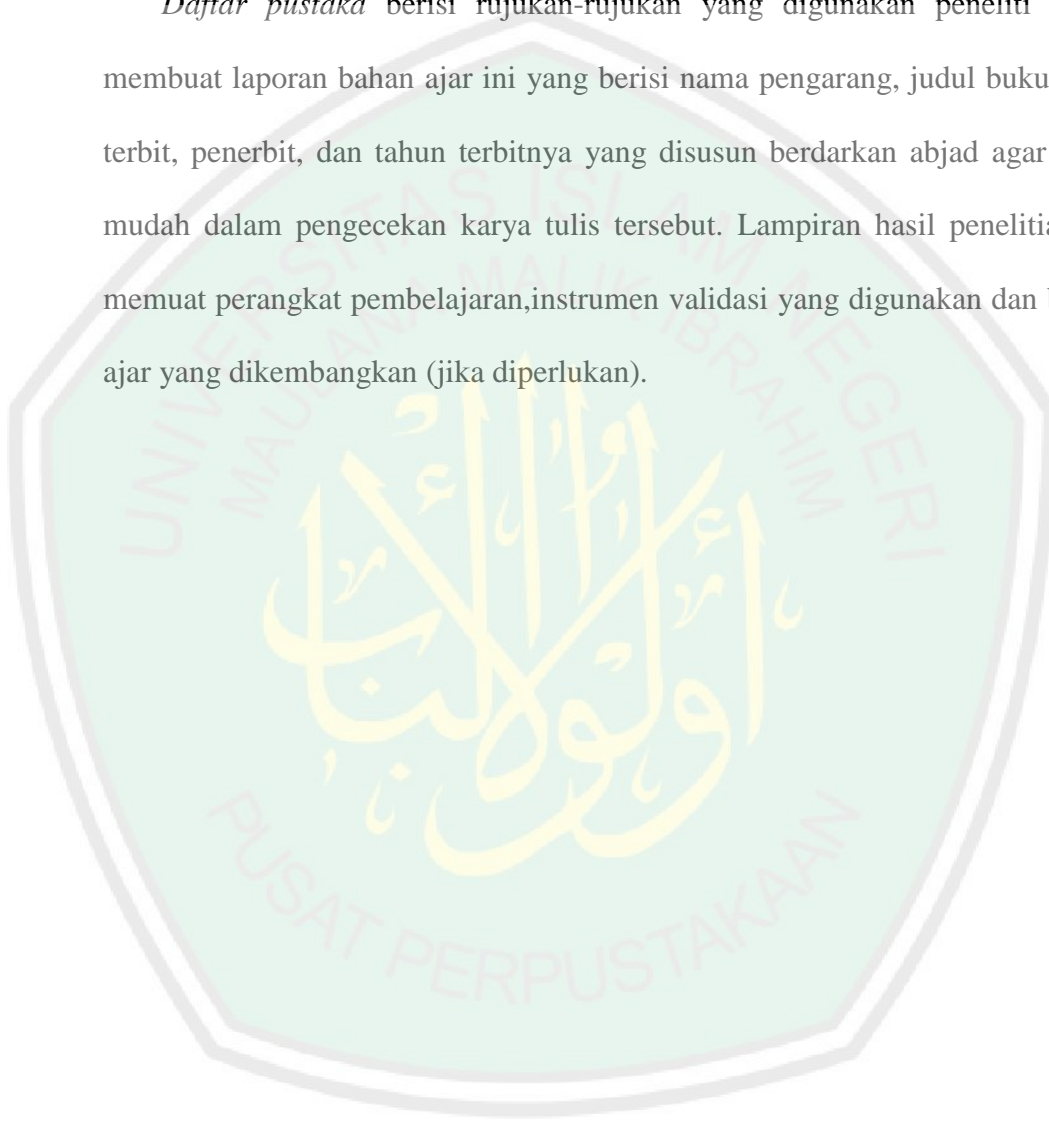 Daftar pustaka berisi rujukan-rujukan yang digunakan peneliti
membuat laporan bahan ajar ini yang berisi nama pengarang, judul buku
terbit, penerbit, dan tahun terbitnya yang disusun berdarkan abjad agar
mudah dalam pengecekan karya tulis tersebut. Lampiran hasil penelitia
memuat perangkat pembelajaran,instrumen validasi yang digunakan dan
ajar yang dikembangkan (jika diperlukan).
UNIVERSITAS ISLAM NEGERI
MAULANA MALIK IBRAHIM
أولوا الألباب
PUSAT PERPUSTAKAAN